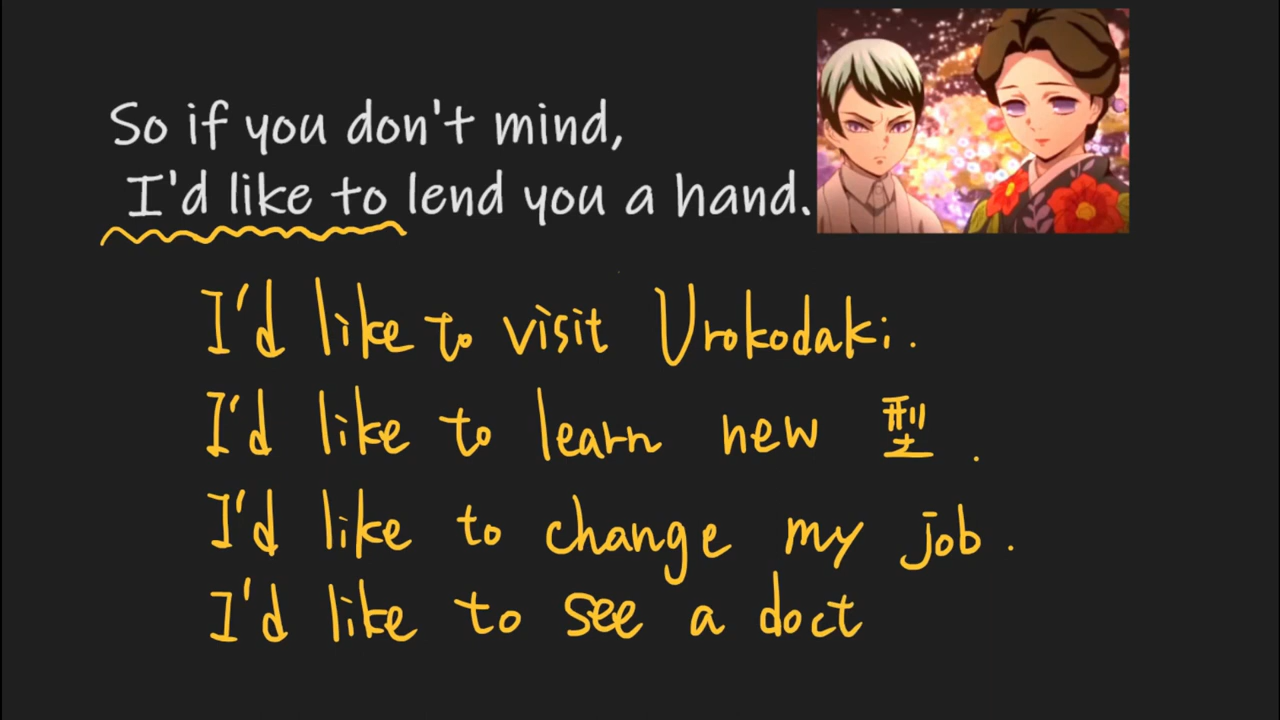 So if you don't mind,
I'd like to lend you a hand.
I'd like to visit Urokodaki.
I'd like to learn new 型.
I'd like to change my job.
I'd like to see a doct